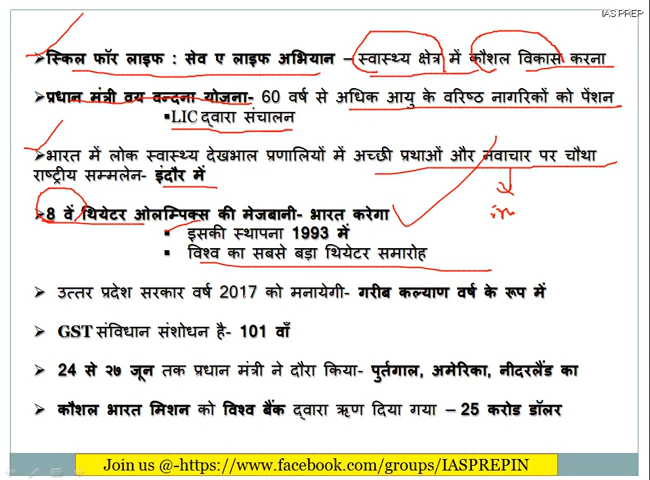 IAS PREP
स्किल फॉर लाइफ : सेव ए लाइफ अभियान – स्वास्थ्य क्षेत्र में कौशल विकास करना
प्रधान मंत्री वय वन्दना योजना- 60 वर्ष से अधिक आयु के वरिष्ठ नागरिकों को पेंशन
LIC द्वारा संचालन
भारत में लोक स्वास्थ्य देखभाल प्रणालियों में अच्छी प्रथाओं और नवाचार पर चौथा
राष्ट्रीय सम्मलेन- इंदौर में
8 वें थियेटर ओलम्पिक्स की मेजबानी- भारत करेगा
इसकी स्थापना 1993 में
विश्व का सबसे बड़ा थियेटर समारोह
उत्तर प्रदेश सरकार वर्ष 2017 को मनायेगी- गरीब कल्याण वर्ष के रूप में
GST संविधान संशोधन है- 101 वाँ
24 से २७ जून तक प्रधान मंत्री ने दौरा किया- पुर्तगाल, अमेरिका, नीदरलैंड का
कौशल भारत मिशन को विश्व बैंक द्वारा ऋण दिया गया – 25 करोड डॉलर
Join us @-https://www.facebook.com/groups/IASPREPIN